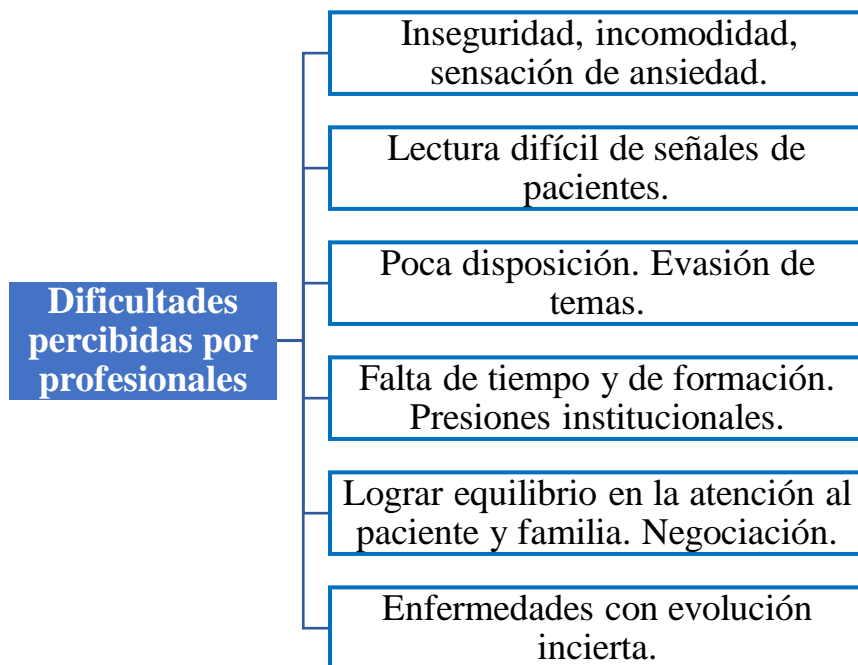 Inseguridad, incomodidad,
sensación de ansiedad.
Lectura difícil de señales de
pacientes.
Poca disposición. Evasión de
temas.
Dificultades
percibidas por
profesionales
Falta de tiempo y de formación.
Presiones institucionales.
Lograr equilibrio en la atención al
paciente y familia. Negociación.
Enfermedades con evolución
incierta.